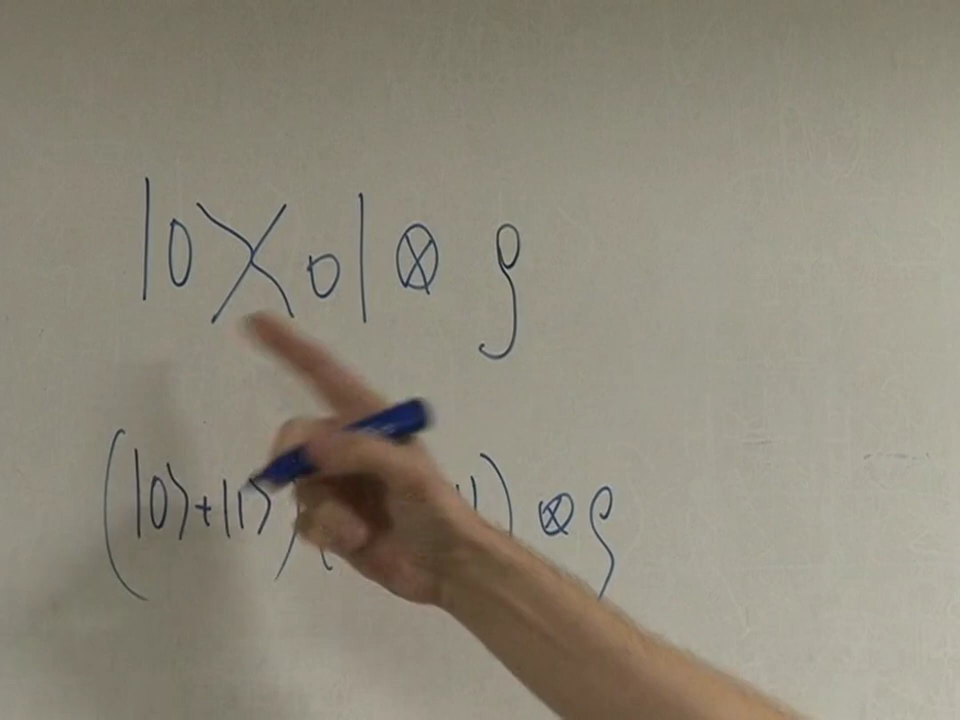 |0⟩⟨0| ⊗ ρ
(|0⟩+|1⟩)( |) ⊗ ρ